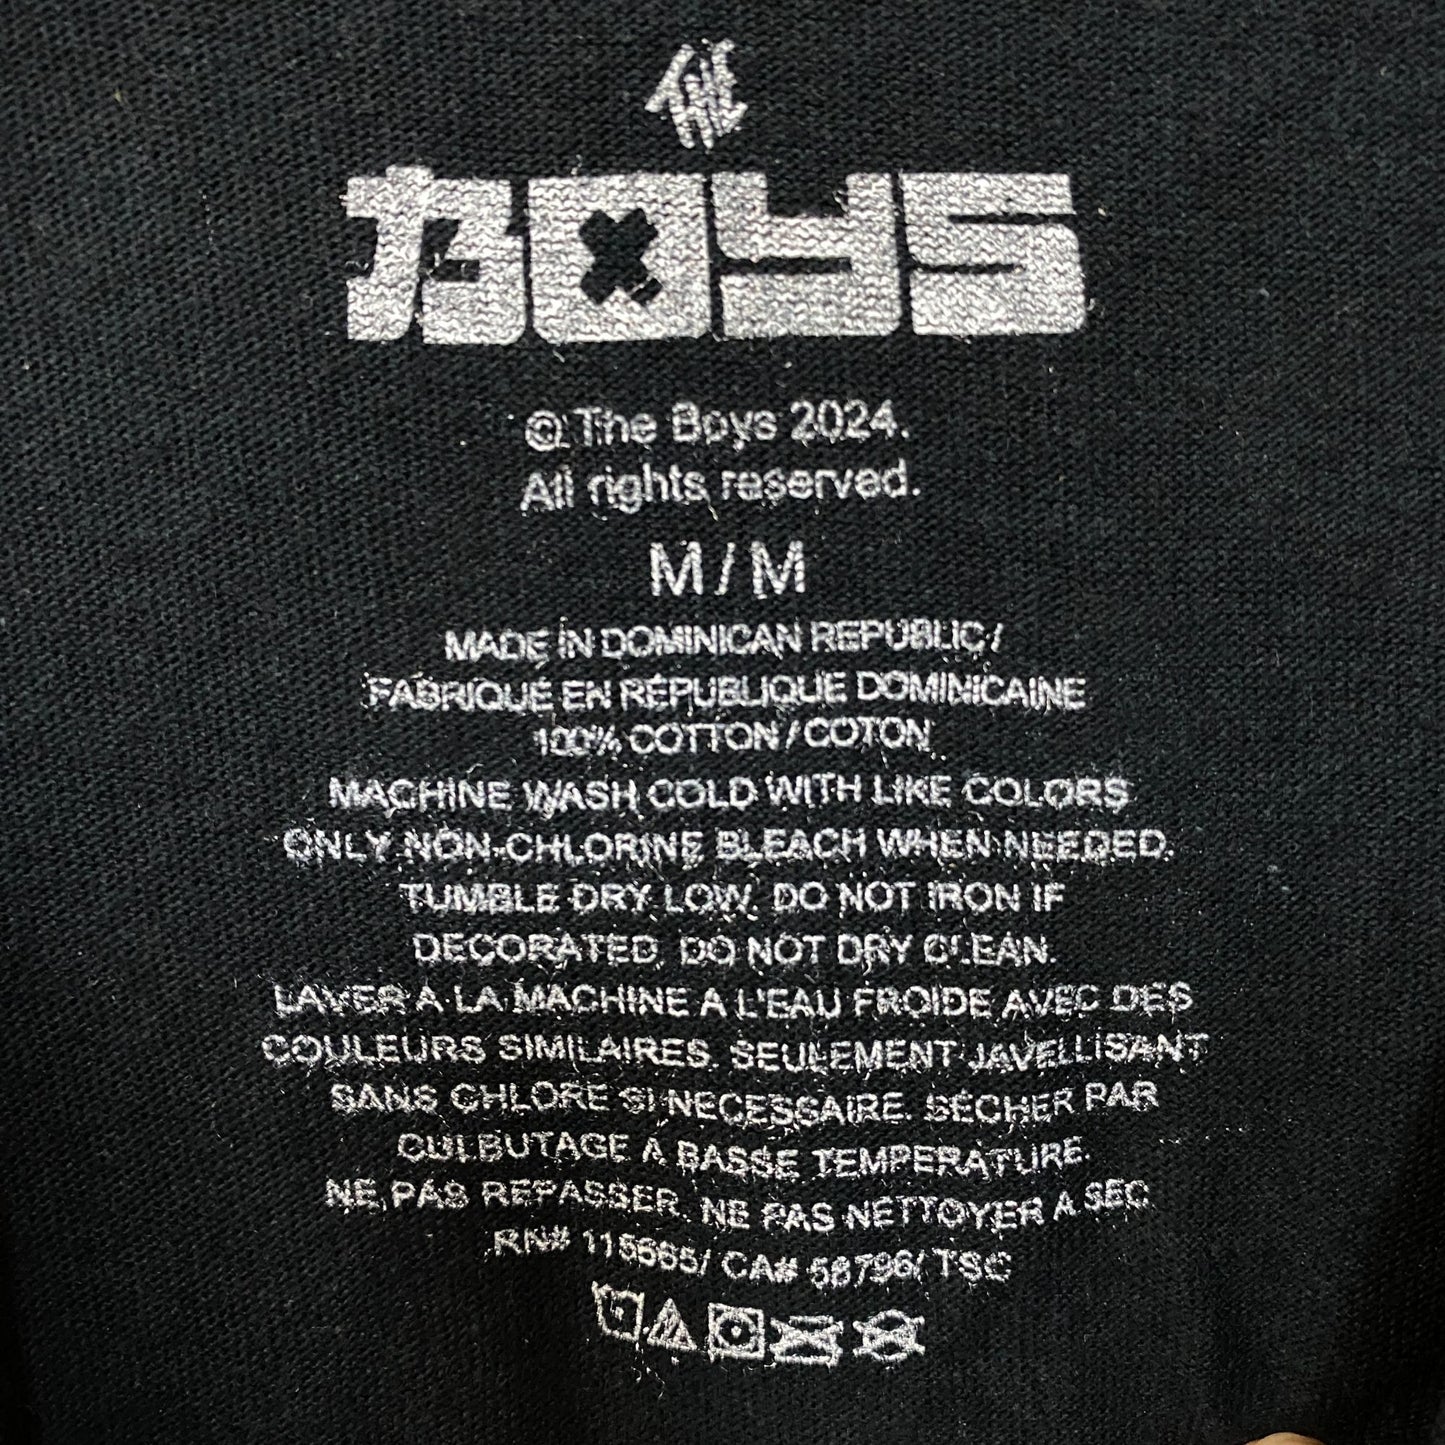 THE
BOYS
© The Boys 2024.
All rights reserved.
M / M
MADE IN DOMINICAN REPUBLIC /
FABRIQUÉ EN RÉPUBLIQUE DOMINICAINE
100% COTTON / COTON
MACHINE WASH COLD WITH LIKE COLORS
ONLY NON-CHLORINE BLEACH WHEN NEEDED.
TUMBLE DRY LOW. DO NOT IRON IF
DECORATED. DO NOT DRY CLEAN.
LAVER A LA MACHINE A L'EAU FROIDE AVEC DES
COULEURS SIMILAIRES. SEULEMENT JAVELLISANT
SANS CHLORE SI NECESSAIRE. SECHER PAR
CULBUTAGE À BASSE TEMPERATURE.
NE PAS REPASSER. NE PAS NETTOYER A SEC.
RN# 115665/ CA# 56796/ TSC